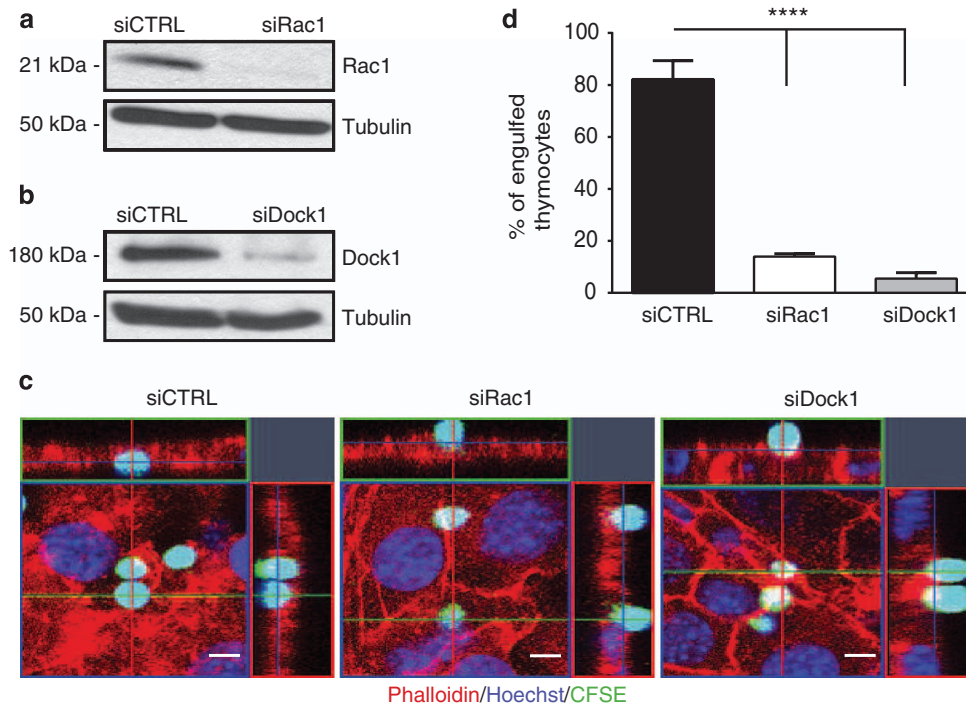 a
siCTRL siRac1
21 kDa - Rac1
50 kDa - Tubulin
b
siCTRL siDock1
180 kDa - Dock1
50 kDa - Tubulin
d
****
% of engulfed
thymocytes
100
80
60
40
20
0
siCTRL siRac1 siDock1
c
siCTRL siRac1 siDock1
Phalloidin/Hoechst/CFSE